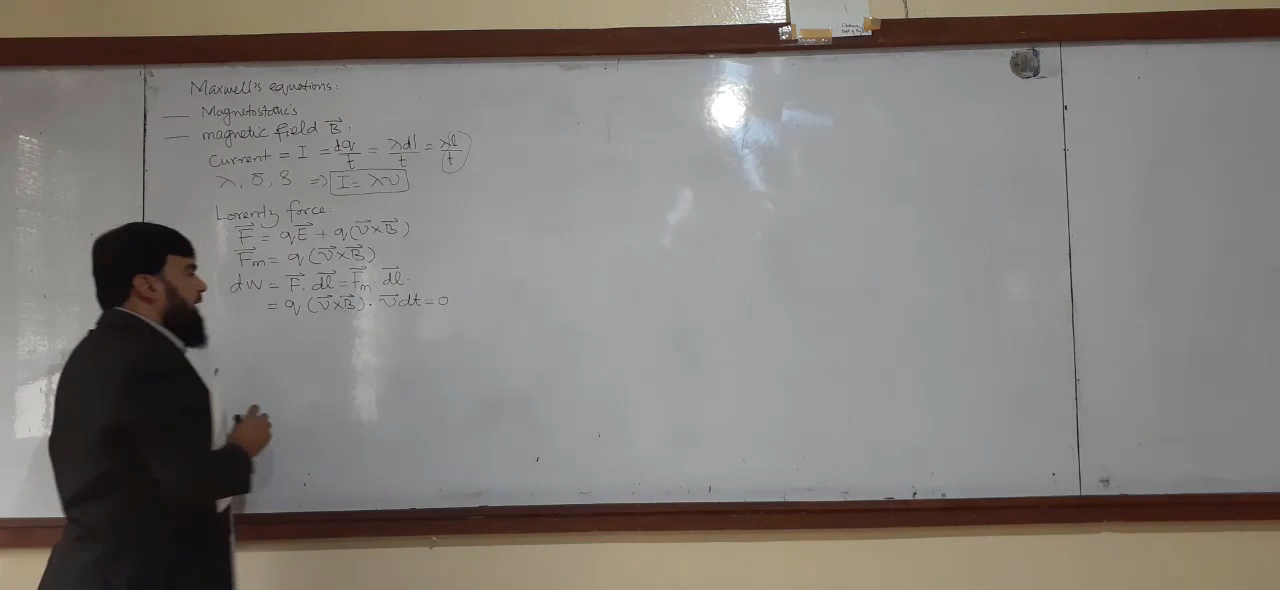 Maxwell's equations:
— Magnetostatics
— magnetic field B⃗.
Current = I = dq/t = λdl/t = λl/t
λ, σ, ρ ⇒ I = λv
Lorentz force:
F⃗ = qE⃗ + q(v⃗×B⃗)
F⃗m = q(v⃗×B⃗)
dW = F⃗. dl⃗ = F⃗m. dl⃗.
= q(v⃗×B⃗). v⃗dt = 0